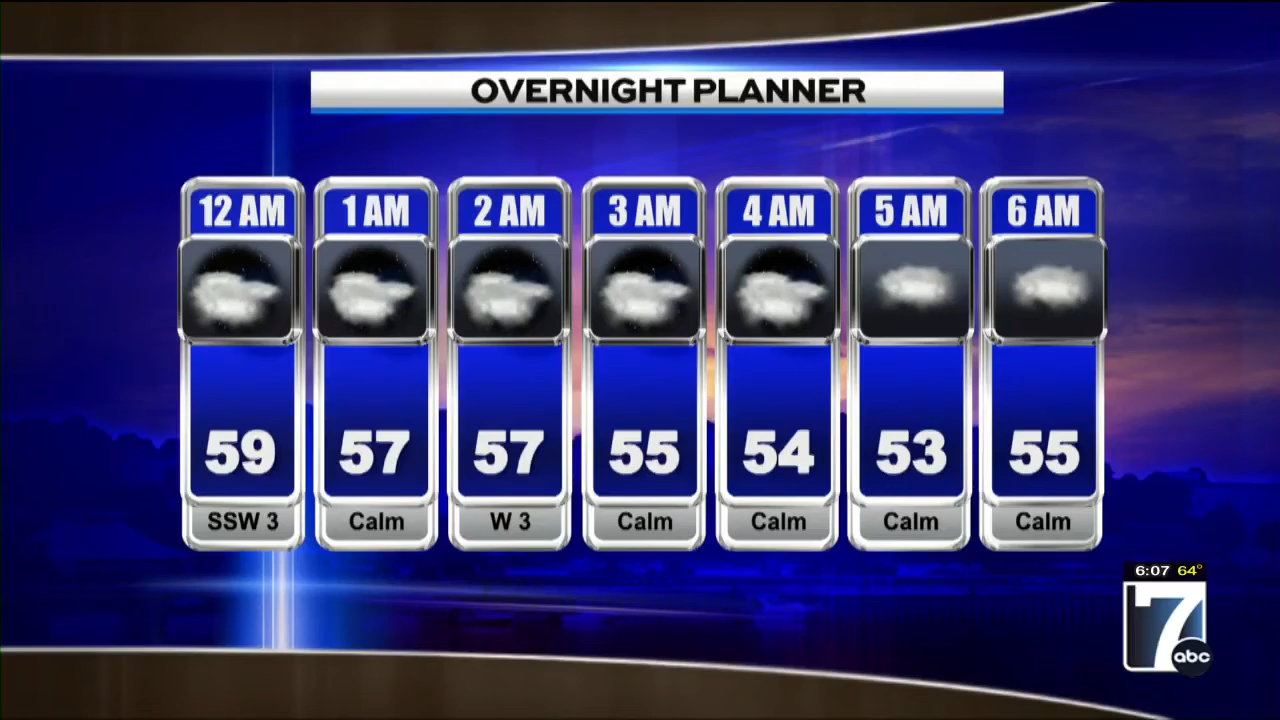 OVERNIGHT PLANNER
12 AM 1 AM 2 AM 3 AM 4 AM 5 AM 6 AM
59 57 57 55 54 53 55
SSW 3 Calm W 3 Calm Calm Calm Calm
6:07 64°
7
abc